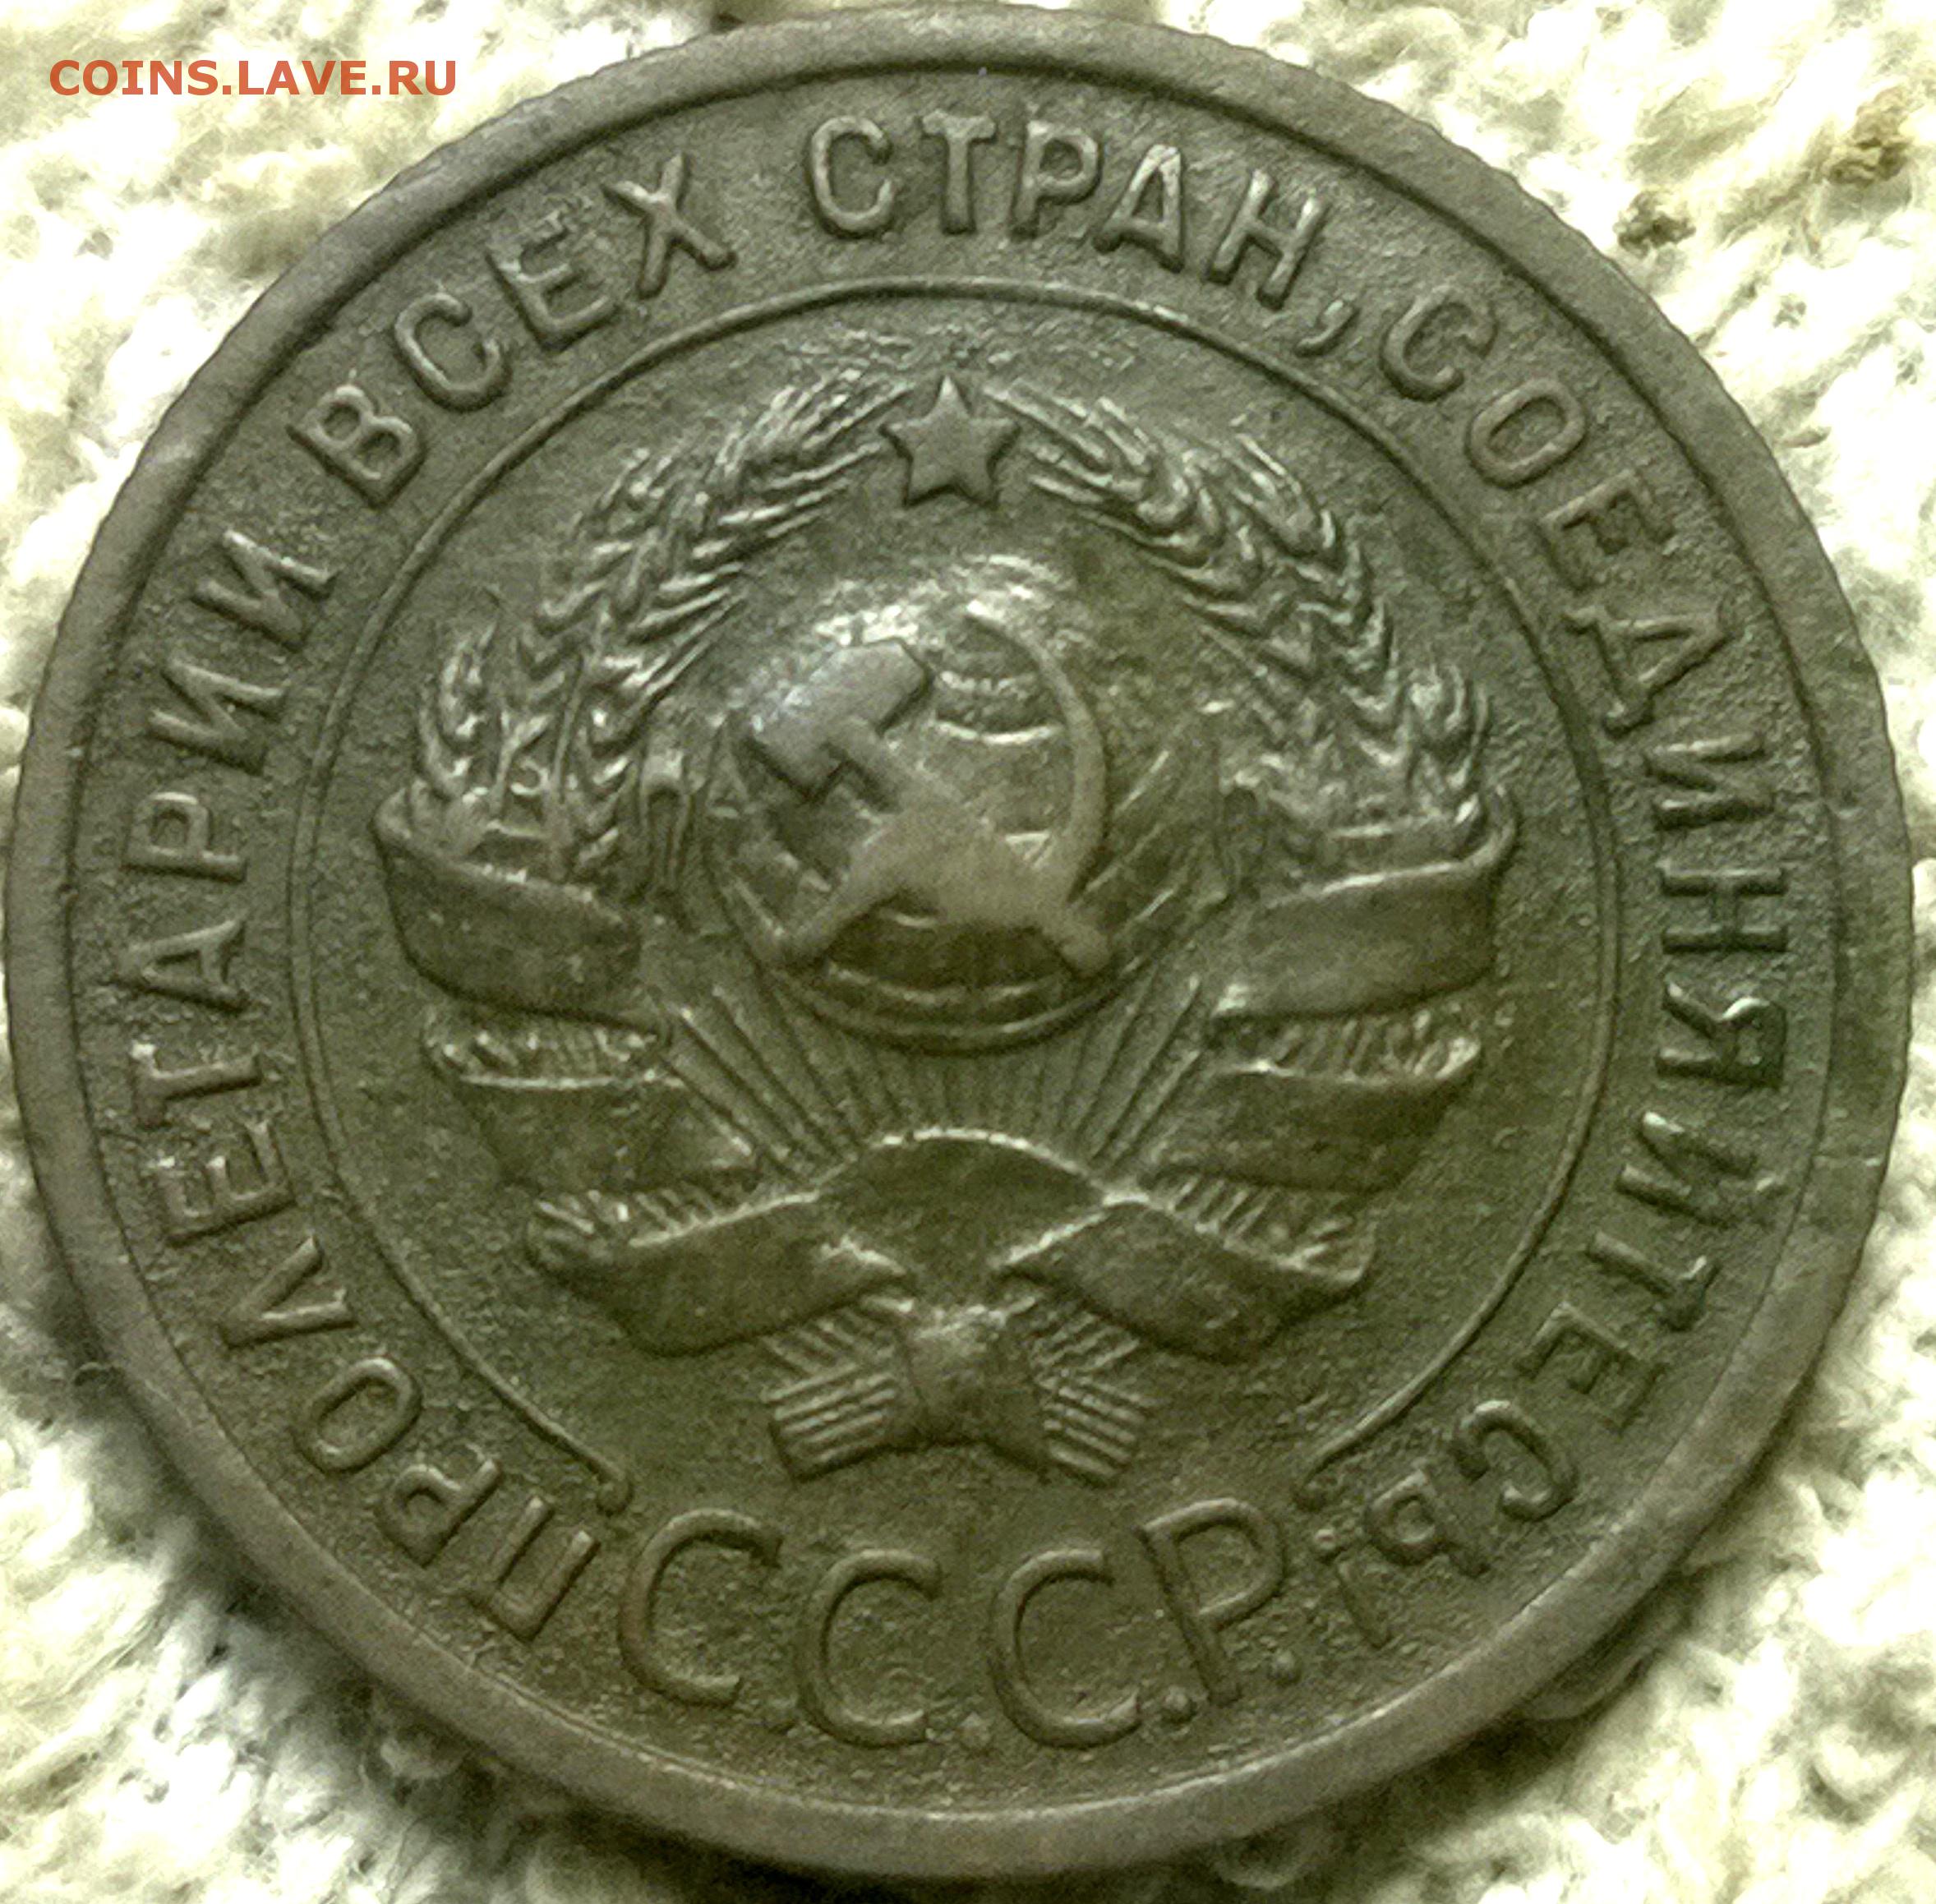 COINS.LAVE.RU
ПРОЛЕТАРИИ ВСЕХ СТРАН, СОЕДИНЯЙТЕСЬ!
С.С.С.Р.